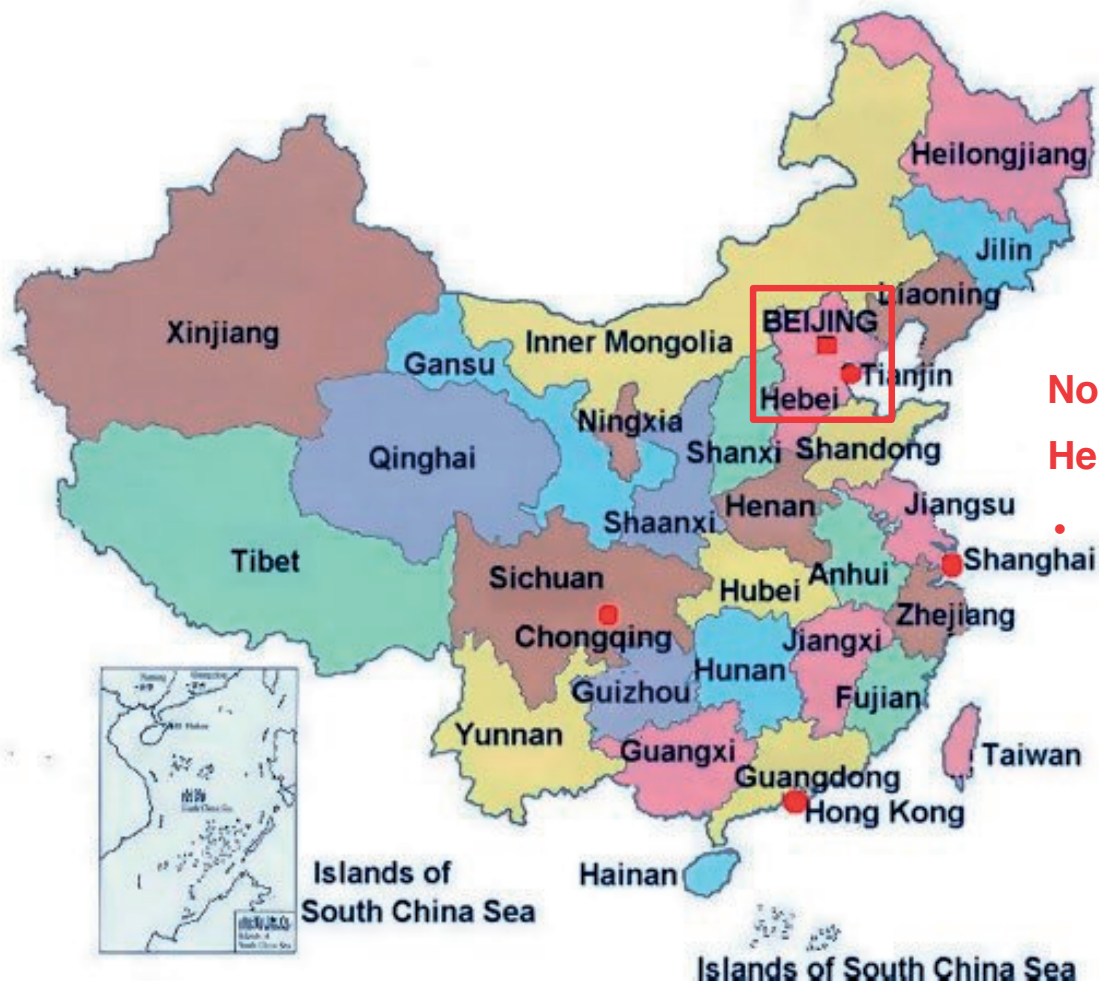 Heilongjiang
Jilin
Liaoning
BEIJING
Xinjiang
Inner Mongolia
Gansu
Tianjin
Hebei
No
Ningxia
Qinghai
Shanxi
Shandong
He
Henan
Jiangsu
Shaanxi
.
Tibet
Shanghai
Sichuan
Anhui
Hubei
Zhejiang
Chongqing
Jiangxi
Hunan
Guizhou
Fujian
Yunnan
Guangxi
Taiwan
Guangdong
Hong Kong
Hainan
Islands of
South China Sea
Islands of South China Sea